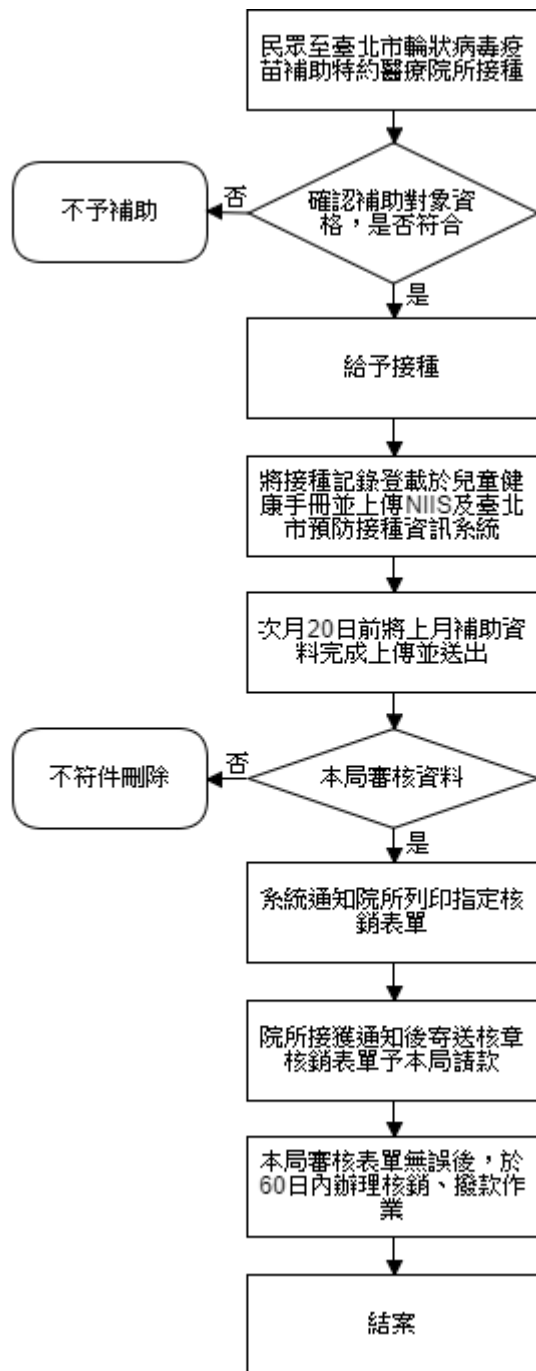 民眾至臺北市輪狀病毒疫
苗補助特約醫療院所接種
確認補助對象資
格，是否符合
否
不予補助
是
給予接種
將接種記錄登載於兒童健
康手冊並上傳NIIS及臺北
市預防接種資訊系統
次月20日前將上月補助資
料完成上傳並送出
本局審核資料
否
不符件刪除
是
系統通知院所列印指定核
銷表單
院所接獲通知後寄送核章
核銷表單予本局請款
本局審核表單無誤後，於
60日內辦理核銷、撥款作
業
結案